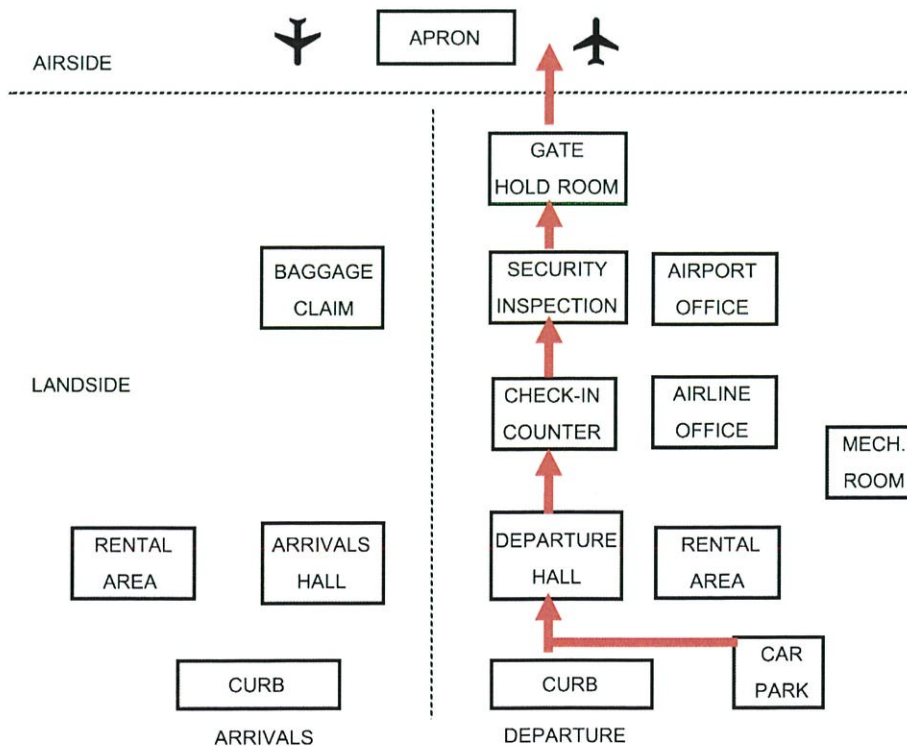 APRON
AIRSIDE
GATE
HOLD ROOM
BAGGAGE
CLAIM
SECURITY
INSPECTION
AIRPORT
OFFICE
LANDSIDE
CHECK-IN
COUNTER
AIRLINE
OFFICE
MECH.
ROOM
RENTAL
AREA
ARRIVALS
HALL
DEPARTURE
HALL
RENTAL
AREA
CAR
PARK
CURB
CURB
ARRIVALS
DEPARTURE